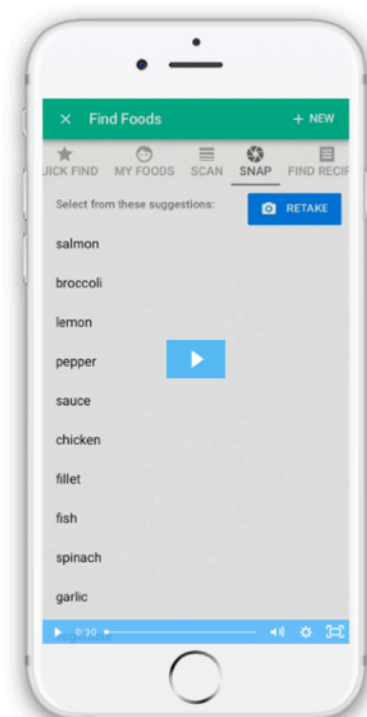 Find Foods
+ NEW
UICK FIND MY FOODS SCAN SNAP FIND RECIP
Select from these suggestions:
RETAKE
salmon
broccoli
lemon
pepper
sauce
chicken
fillet
fish
spinach
garlic
vegetable
0:30